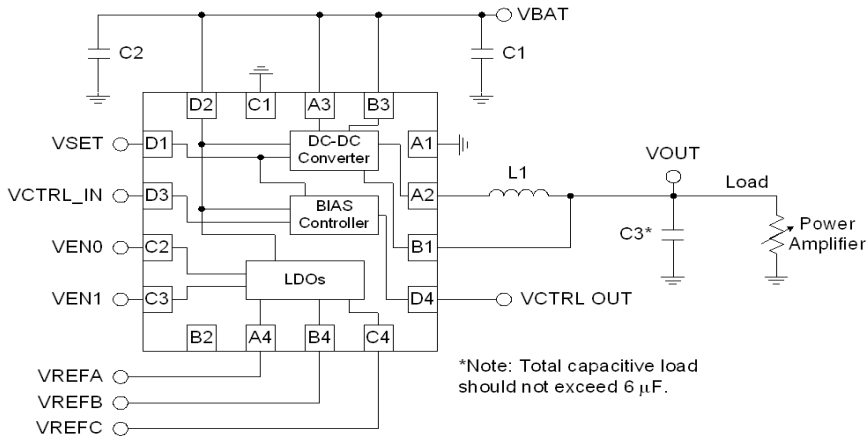 VBAT
C2
C1
D2
C1
A3
B3
VSET
D1
DC-DC
Converter
A1
VOUT
L1
Load
VCTRL_IN
D3
BIAS
Controller
A2
C3*
Power
Amplifier
VEN0
C2
B1
LDOs
VEN1
C3
D4
VCTRL OUT
B2
A4
B4
C4
*Note: Total capacitive load
should not exceed 6 μF.
VREFA
VREFB
VREFC